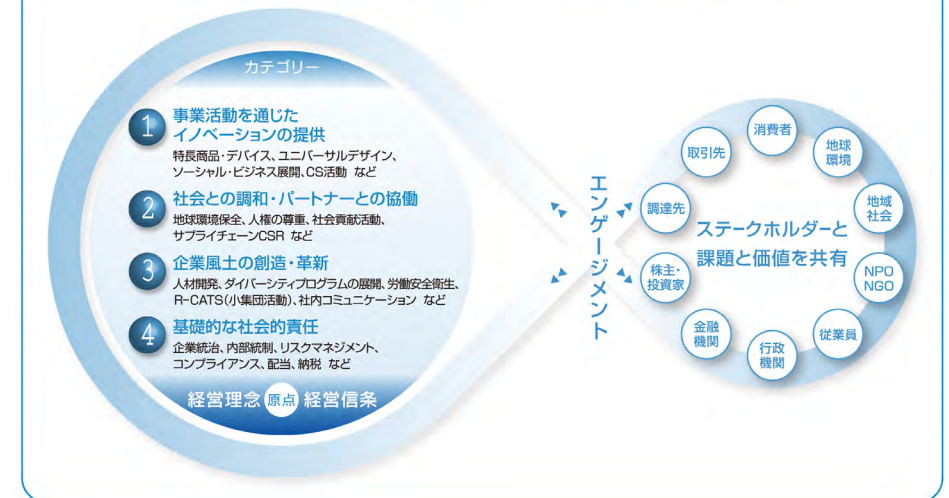 カテゴリー
1
事業活動を通じた
イノベーションの提供
特長商品・デバイス、ユニバーサルデザイン、
ソーシャル・ビジネス展開、CS活動 など
2
社会との調和・パートナーとの協働
地球環境保全、人権の尊重、社会貢献活動、
サプライチェーンCSR など
3
企業風土の創造・革新
人材開発、ダイバーシティプログラムの展開、労働安全衛生、
R-CATS(小集団活動)、社内コミュニケーション など
4
基礎的な社会的責任
企業統治、内部統制、リスクマネジメント、
コンプライアンス、配当、納税 など
経営理念 原点 経営信条
エンゲージメント
ステークホルダーと
課題と価値を共有
消費者
地球
環境
地域
社会
NPO
NGO
従業員
行政
機関
金融
機関
株主・
投資家
調達先
取引先